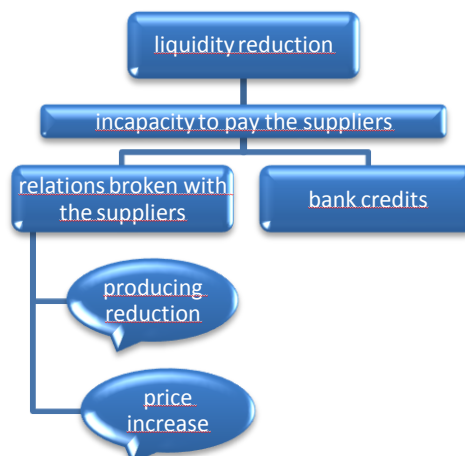 liquidity reduction
incapacity to pay the suppliers
relations broken with
the suppliers
bank credits
producing
reduction
price
increase